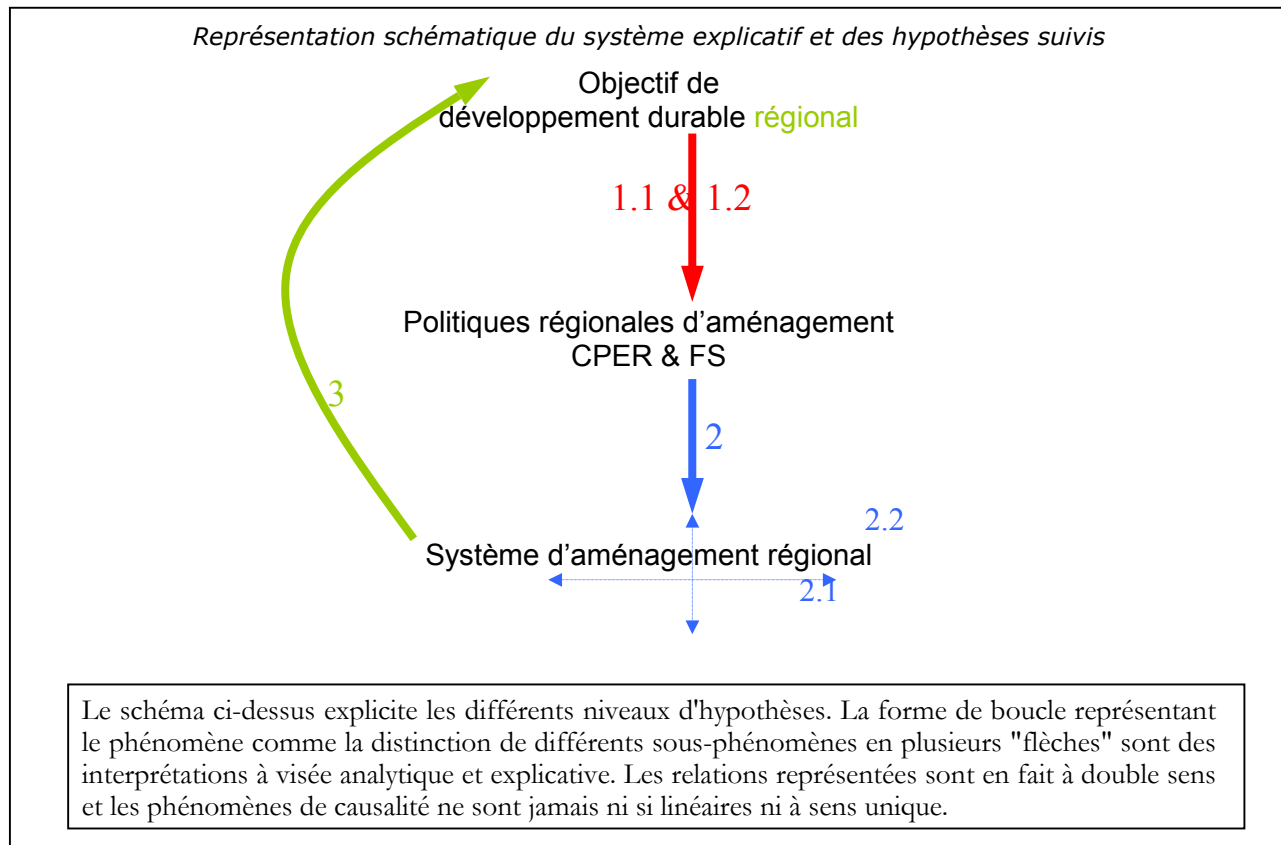 Représentation schématique du système explicatif et des hypothèses suivis
Objectif de
développement durable régional
1.1 & 1.2
Politiques régionales d’aménagement
CPER & FS
3
2
2.2
Système d’aménagement régional
2.1
Le schéma ci-dessus explicite les différents niveaux d'hypothèses. La forme de boucle représentant
le phénomène comme la distinction de différents sous-phénomènes en plusieurs "flèches" sont des
interprétations à visée analytique et explicative. Les relations représentées sont en fait à double sens
et les phénomènes de causalité ne sont jamais ni si linéaires ni à sens unique.